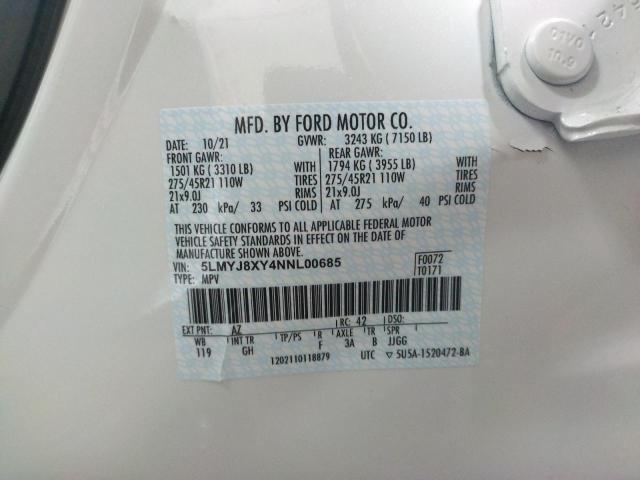 MFD. BY FORD MOTOR CO.
DATE: 10/21 GVWR: 3243 KG ( 7150 LB)
FRONT GAWR: REAR GAWR:
1501 KG ( 3310 LB) 1794 KG ( 3955 LB)
275/45R21 110W TIRES 275/45R21 110W TIRES
21x9.0J RIMS 21x9.0J RIMS
AT 230 kPa/ 33 PSI COLD AT 275 kPa/ 40 PSI COLD
THIS VEHICLE CONFORMS TO ALL APPLICABLE FEDERAL MOTOR
VEHICLE SAFETY STANDARDS IN EFFECT ON THE DATE OF
MANUFACTURE SHOWN ABOVE.
VIN: 5LMYJ8XY4NNL00685 F0072
TYPE: MPV T0171
EXT PNT: AZ RC: 42 DSO:
WB INT TR TP/PS R AXLE TR SPR
119 GH F 3A B JJGG
1202110118879 UTC ▽ 5U5A-1520472-BA
01VO
10.9